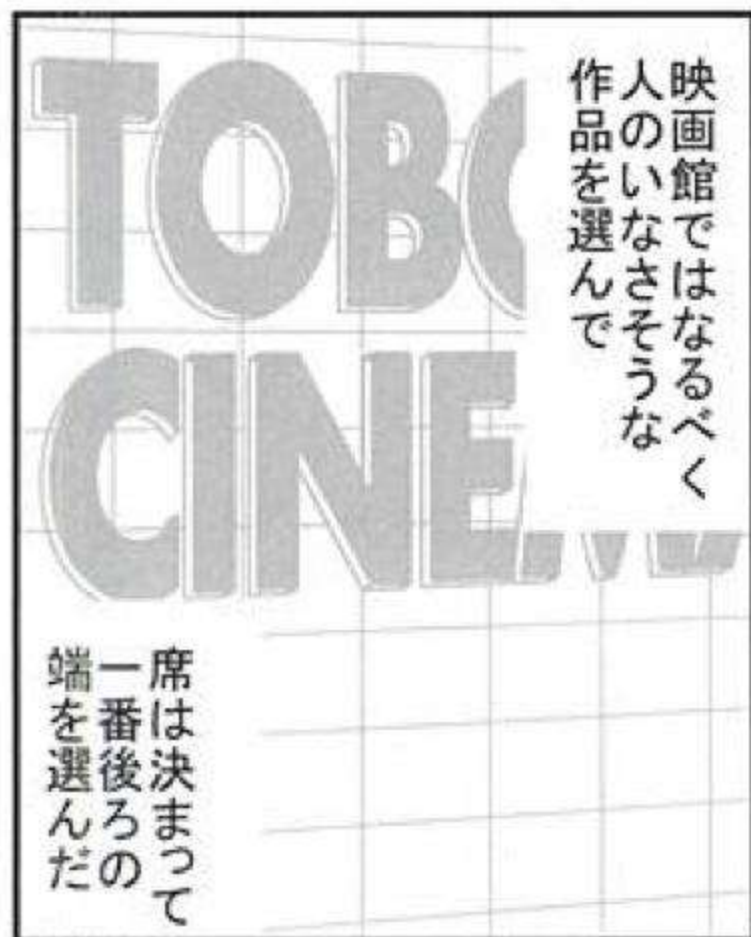 映画館ではなるべく
人のいなさそうな
作品を選んで
TOBO
CINE
席は決まって
一番後ろの
端を選んだ